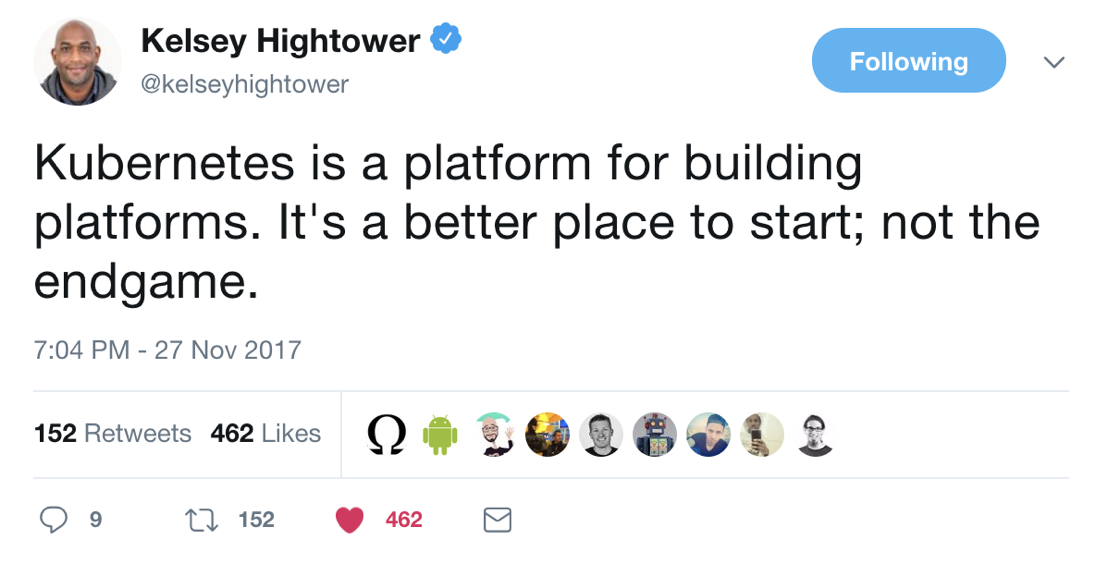 Kelsey Hightower
@kelseyhightower
Following
Kubernetes is a platform for building
platforms. It's a better place to start; not the
endgame.
7:04 PM - 27 Nov 2017
152 Retweets 462 Likes
9 152 462